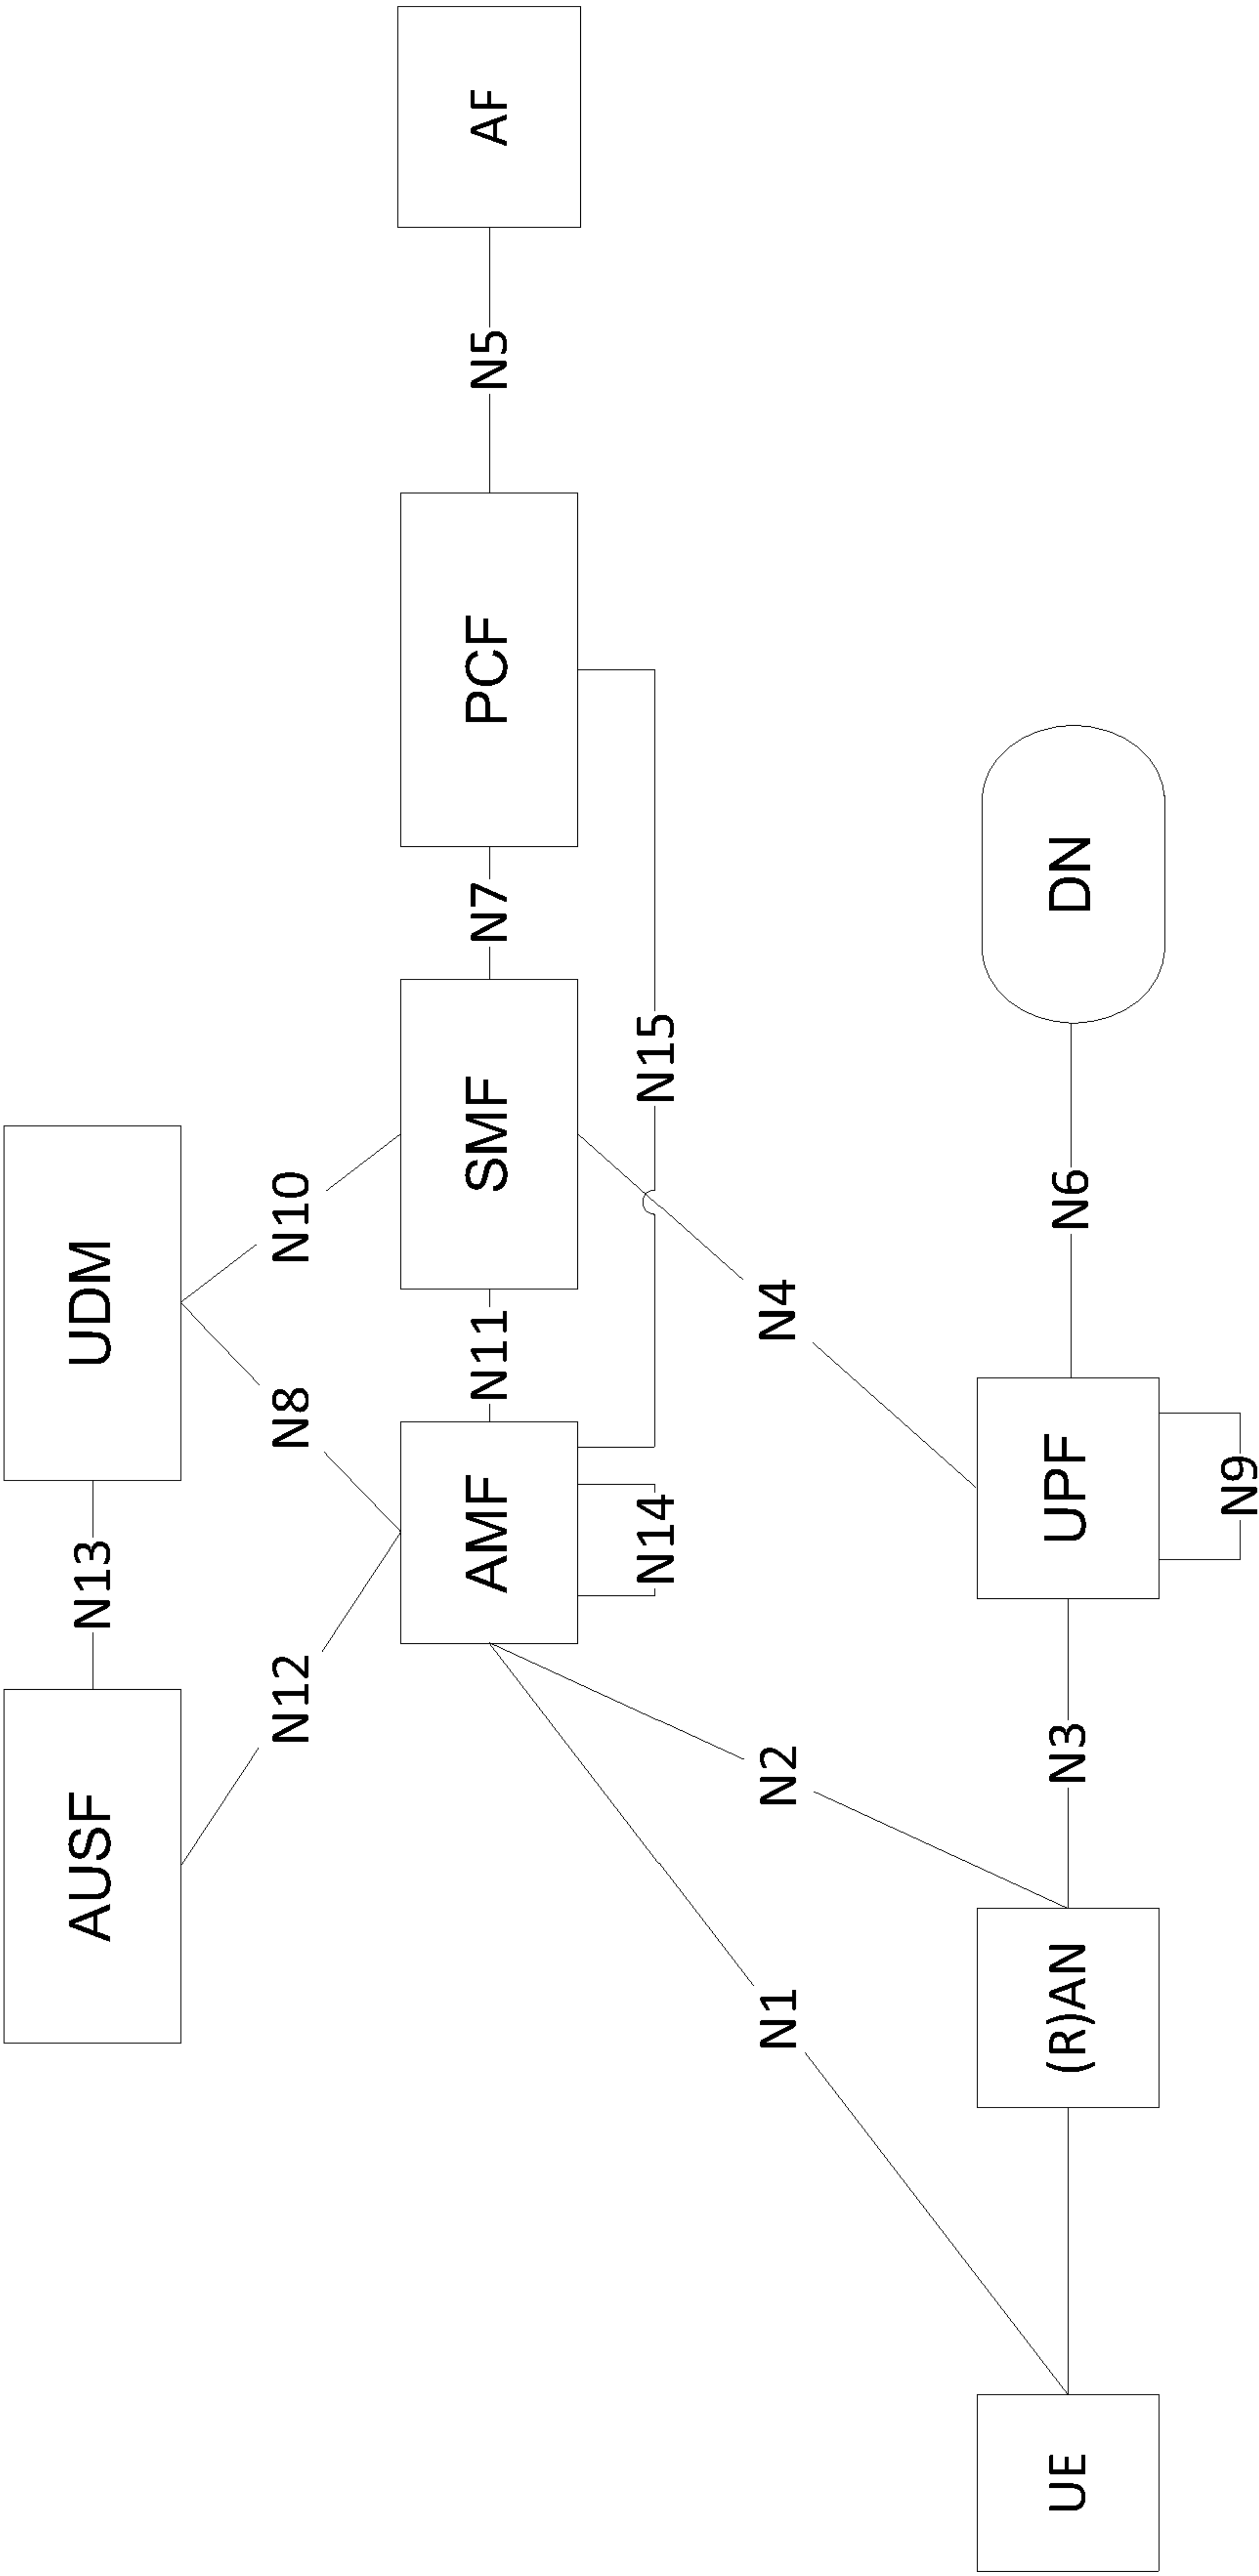 AUSF
N13
UDM
N12
N8
N10
AMF
N11
SMF
N7
PCF
N5
AF
N14
N15
N1
N2
N4
UE
(R)AN
N3
UPF
N6
DN
N9